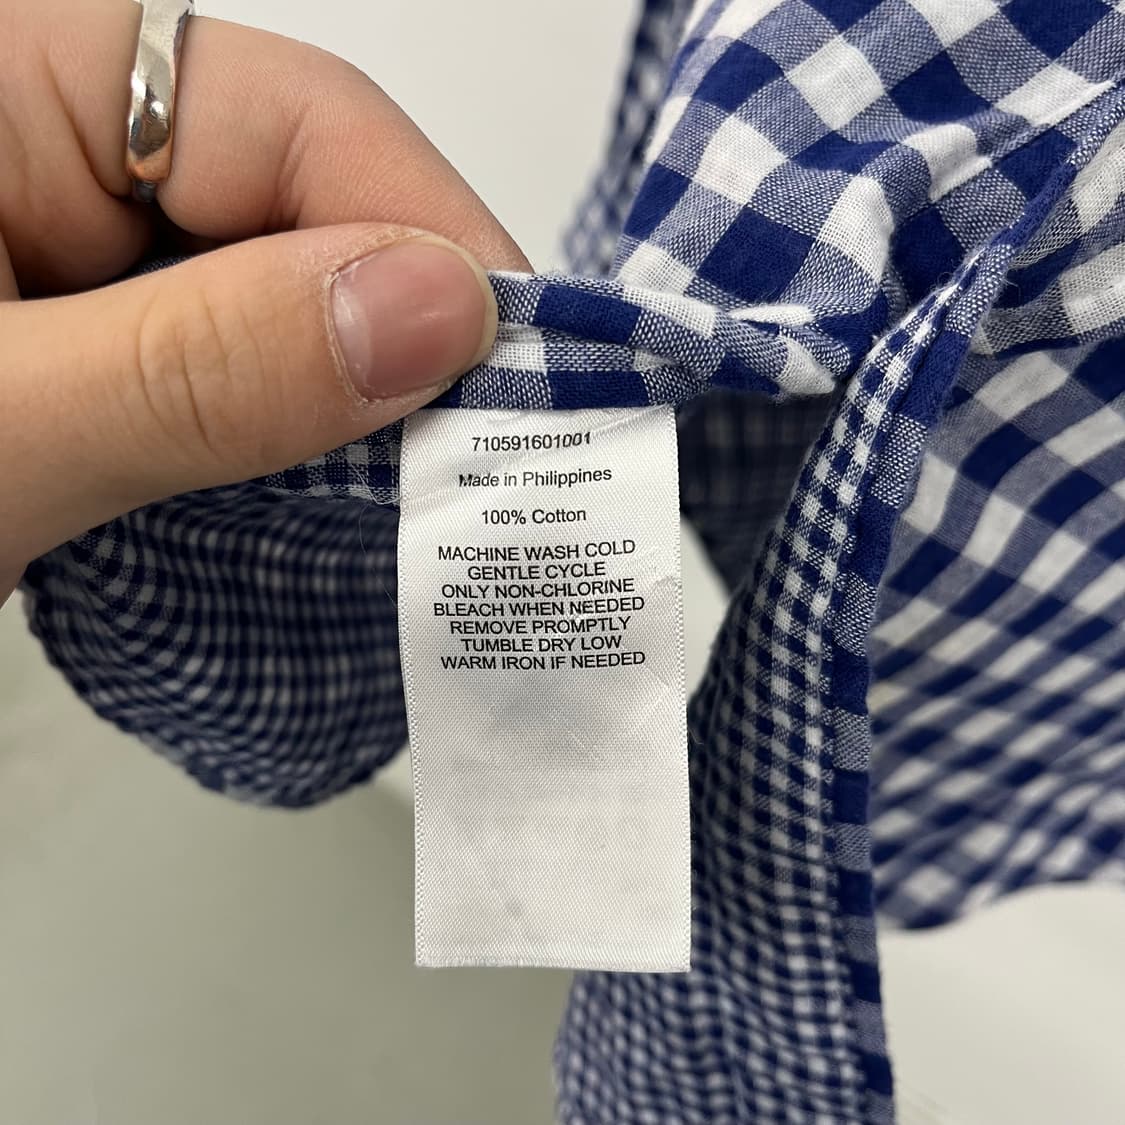 710591601001
Made in Philippines
100% Cotton
MACHINE WASH COLD
GENTLE CYCLE
ONLY NON-CHLORINE
BLEACH WHEN NEEDED
REMOVE PROMPTLY
TUMBLE DRY LOW
WARM IRON IF NEEDED